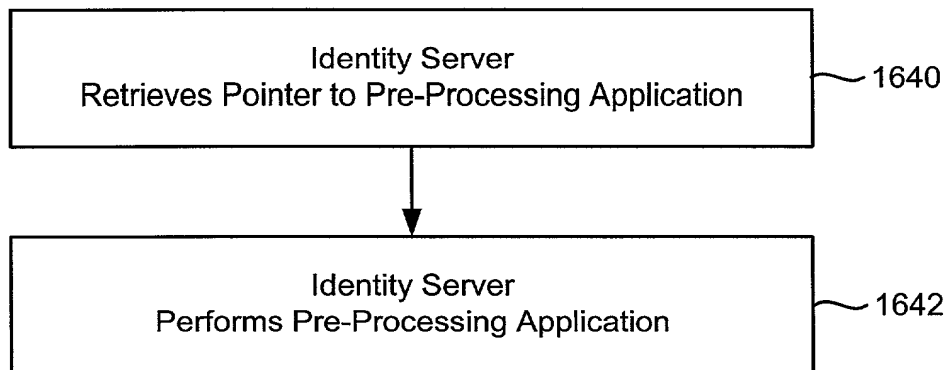 Identity Server
Retrieves Pointer to Pre-Processing Application
1640
Identity Server
Performs Pre-Processing Application
1642